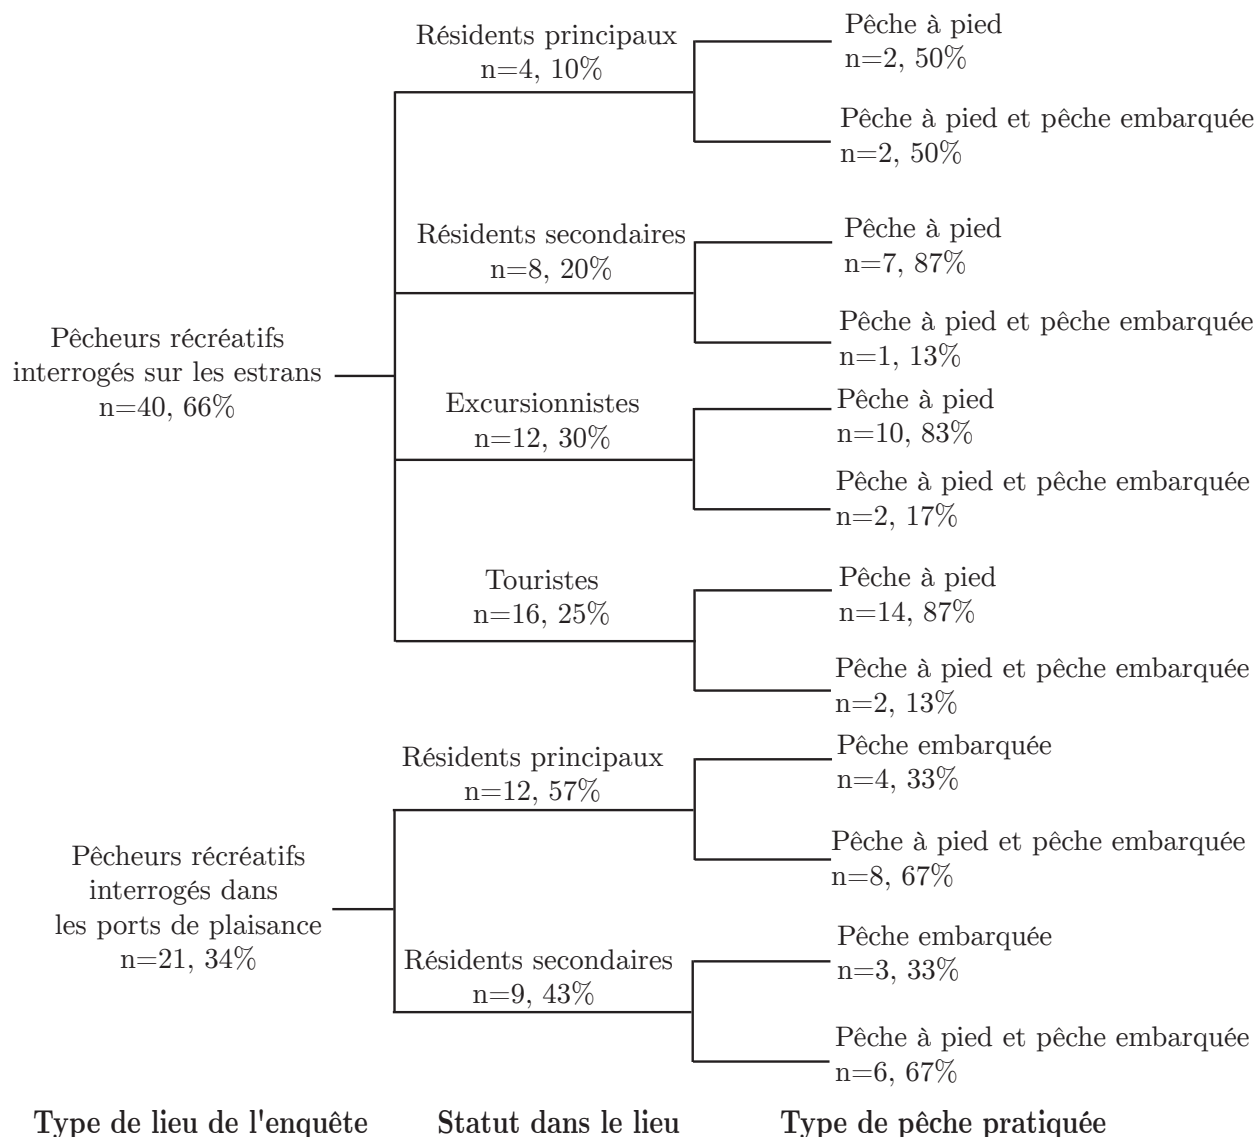 Résidents principaux
n=4, 10%
Pêche à pied
n=2, 50%
Pêche à pied et pêche embarquée
n=2, 50%
Résidents secondaires
n=8, 20%
Pêche à pied
n=7, 87%
Pêche à pied et pêche embarquée
n=1, 13%
Pêcheurs récréatifs
interrogés sur les estrans
n=40, 66%
Excursionnistes
n=12, 30%
Pêche à pied
n=10, 83%
Pêche à pied et pêche embarquée
n=2, 17%
Touristes
n=16, 25%
Pêche à pied
n=14, 87%
Pêche à pied et pêche embarquée
n=2, 13%
Résidents principaux
n=12, 57%
Pêche embarquée
n=4, 33%
Pêche à pied et pêche embarquée
n=8, 67%
Pêcheurs récréatifs
interrogés dans
les ports de plaisance
n=21, 34%
Résidents secondaires
n=9, 43%
Pêche embarquée
n=3, 33%
Pêche à pied et pêche embarquée
n=6, 67%
Type de lieu de l'enquête
Statut dans le lieu
Type de pêche pratiquée